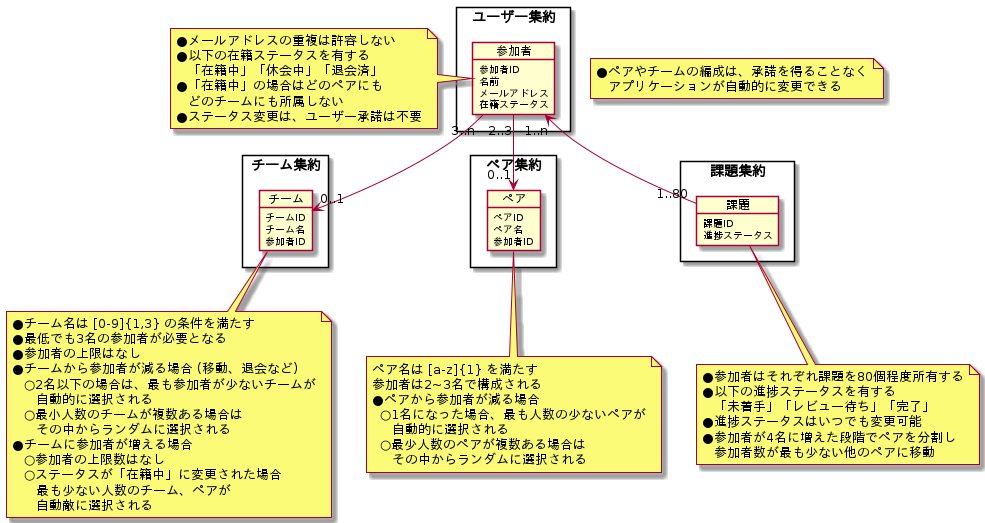 ユーザー集約
参加者
参加者ID
名前
メールアドレス
在籍ステータス
●メールアドレスの重複は許容しない
●以下の在籍ステータスを有する
「在籍中」「休会中」「退会済」
●「在籍中」の場合はどのペアにも
どのチームにも所属しない
●ステータス変更は、ユーザー承諾は不要
●ペアやチームの編成は、承諾を得ることなく
アプリケーションが自動的に変更できる
3..n
2..3
1..n
0..1
0..1
1..80
チーム集約
チーム
チームID
チーム名
参加者ID
ペア集約
ペア
ペアID
ペア名
参加者ID
課題集約
課題
課題ID
進捗ステータス
●チーム名は [0-9]{1,3} の条件を満たす
●最低でも3名の参加者が必要となる
●参加者の上限はなし
●チームから参加者が減る場合 (移動、退会など)
○2名以下の場合は、最も参加者が少ないチームが
自動的に選択される
○最小人数のチームが複数ある場合は
その中からランダムに選択される
●チームに参加者が増える場合
○参加者の上限数はなし
○ステータスが「在籍中」に変更された場合
最も少ない人数のチーム、ペアが
自動敵に選択される
ペア名は [a-z]{1} を満たす
参加者は2~3名で構成される
●ペアから参加者が減る場合
○1名になった場合、最も人数の少ないペアが
自動的に選択される
○最少人数のペアが複数ある場合は
その中からランダムに選択される
●参加者はそれぞれ課題を80個程度所有する
●以下の進捗ステータスを有する
「未着手」「レビュー待ち」「完了」
●進捗ステータスはいつでも変更可能
●参加者が4名に増えた段階でペアを分割し
参加者数が最も少ない他のペアに移動